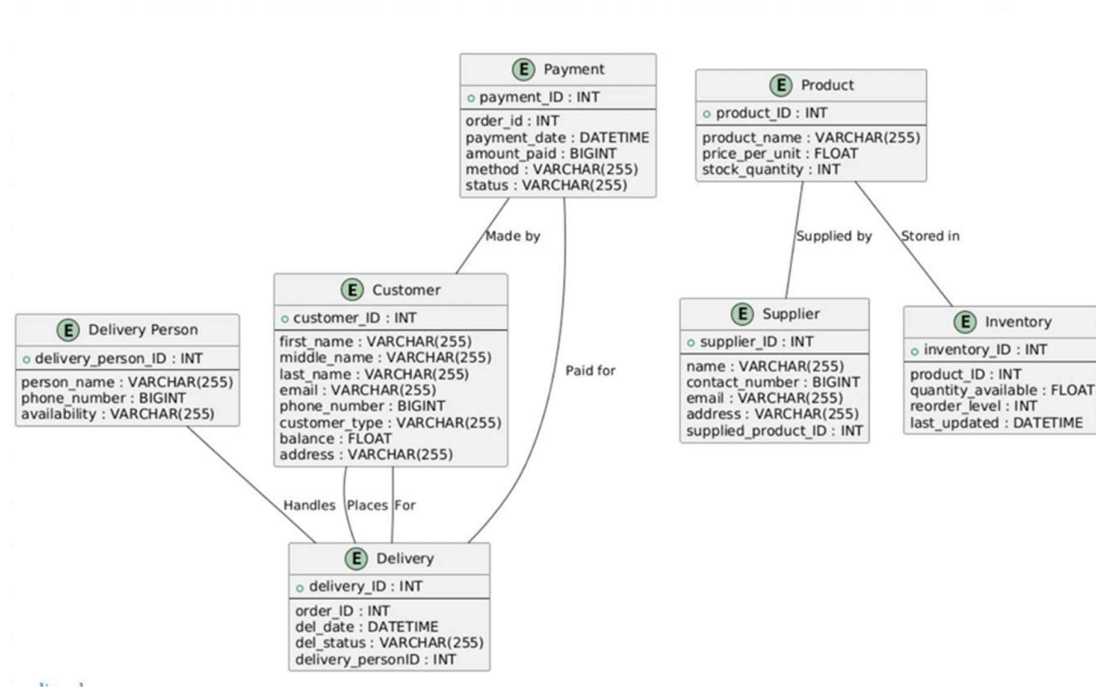 E Payment
payment_ID : INT
order_id : INT
payment_date : DATETIME
amount_paid : BIGINT
method : VARCHAR(255)
status : VARCHAR(255)
E Product
product_ID : INT
product_name : VARCHAR(255)
price_per_unit : FLOAT
stock_quantity : INT
Made by
Supplied by
Stored in
Paid for
E Delivery Person
delivery_person_ID : INT
person_name : VARCHAR(255)
phone_number : BIGINT
availability : VARCHAR(255)
E Customer
customer_ID : INT
first_name : VARCHAR(255)
middle_name : VARCHAR(255)
last_name : VARCHAR(255)
email : VARCHAR(255)
phone_number : BIGINT
customer_type : VARCHAR(255)
balance : FLOAT
address : VARCHAR(255)
E Supplier
supplier_ID : INT
name : VARCHAR(255)
contact_number : BIGINT
email : VARCHAR(255)
address : VARCHAR(255)
supplied_product_ID : INT
E Inventory
inventory_ID : INT
product_ID : INT
quantity_available : FLOAT
reorder_level : INT
last_updated : DATETIME
Handles
Places
For
E Delivery
delivery_ID : INT
order_ID : INT
del_date : DATETIME
del_status : VARCHAR(255)
delivery_personID : INT